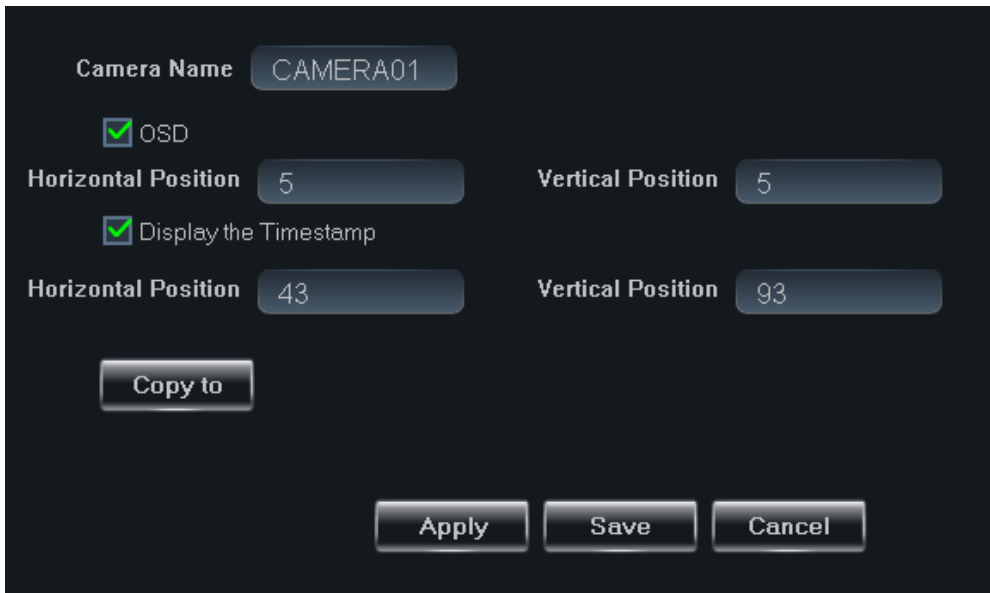 Camera Name CAMERA01
OSD
Horizontal Position 5 Vertical Position 5
Display the Timestamp
Horizontal Position 43 Vertical Position 93
Copy to
Apply Save Cancel